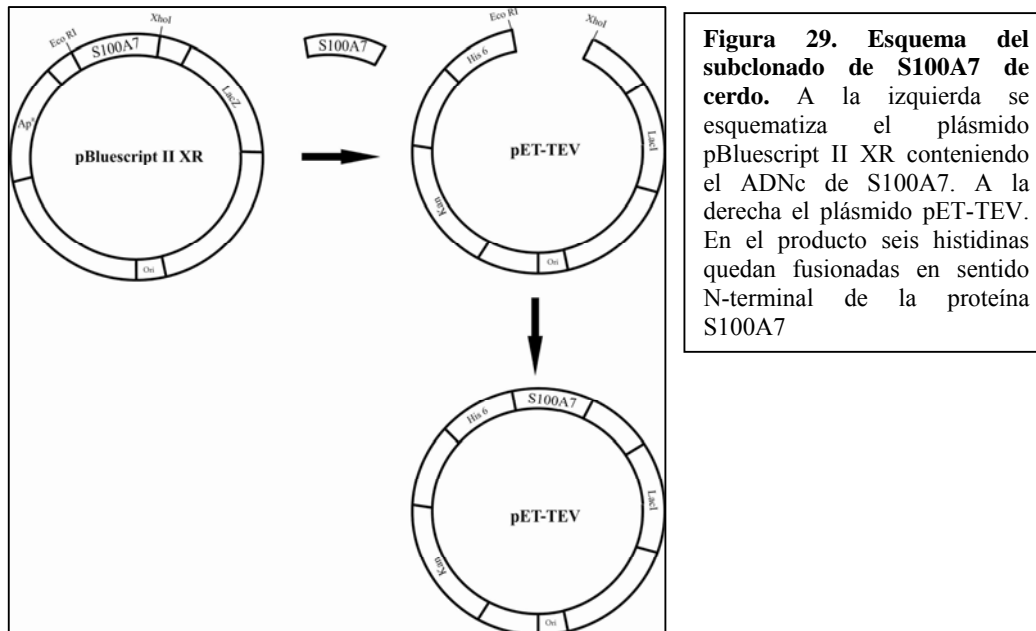 Eco RI
XhoI
S100A7
Ap^R
LacZ
pBluescript II XR
Ori
S100A7
Eco RI
XhoI
His 6
LacI
pET-TEV
Kan
Ori
His 6
S100A7
LacI
pET-TEV
Kan
Ori
Figura 29. Esquema del
subclonado de S100A7 de
cerdo. A la izquierda se
esquematiza el plásmido
pBluescript II XR conteniendo
el ADNc de S100A7. A la
derecha el plásmido pET-TEV.
En el producto seis histidinas
quedan fusionadas en sentido
N-terminal de la proteína
S100A7